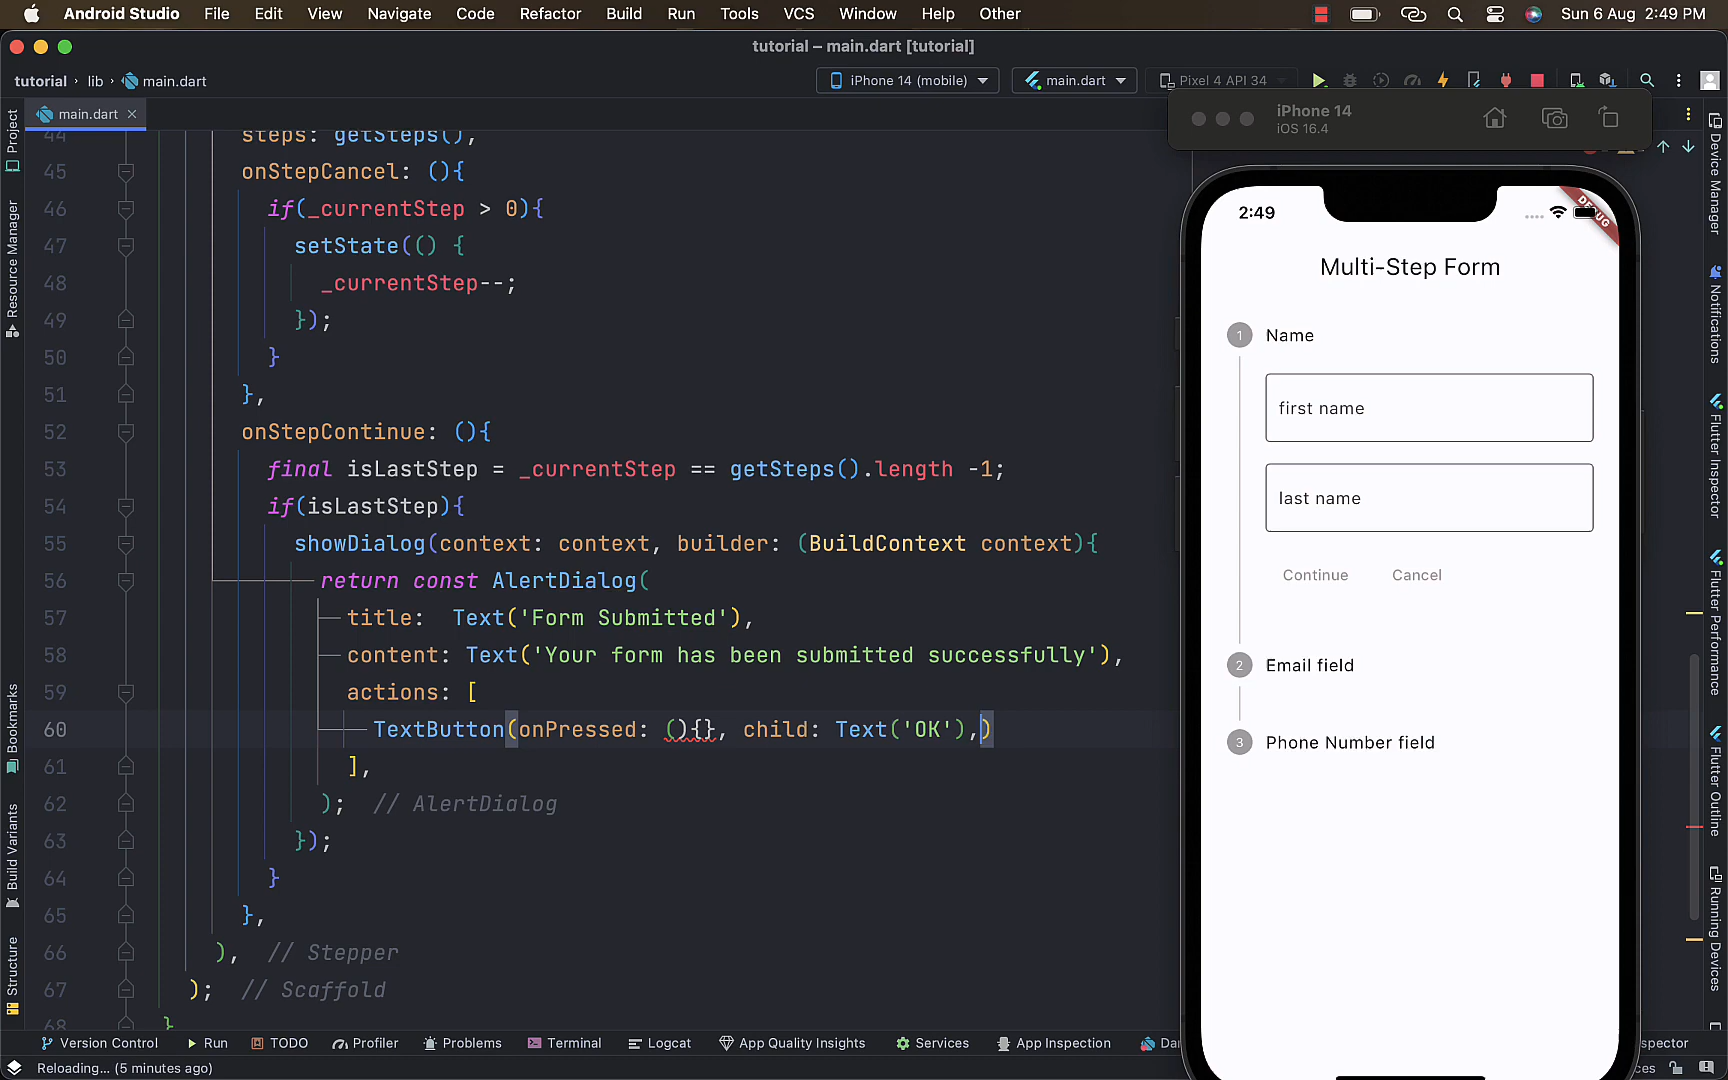 Android Studio File Edit View Navigate Code Refactor Build Run Tools VCS Window Help Other Sun 6 Aug 2:49 PM
tutorial – main.dart [tutorial]
tutorial lib main.dart iPhone 14 (mobile) main.dart Pixel 4 API 34
main.dart
44 steps: getSteps(),
45 onStepCancel: (){
46 if(_currentStep > 0){
47 setState(() {
48 _currentStep--;
49 });
50 }
51 },
52 onStepContinue: (){
53 final isLastStep = _currentStep == getSteps().length -1;
54 if(isLastStep){
55 showDialog(context: context, builder: (BuildContext context){
56 return const AlertDialog(
57 title: Text('Form Submitted'),
58 content: Text('Your form has been submitted successfully'),
59 actions: [
60 TextButton(onPressed: (){}, child: Text('OK'),)
61 ],
62 ); // AlertDialog
63 });
64 }
65 },
66 ), // Stepper
67 ); // Scaffold
68 }
Project
Resource Manager
Bookmarks
Build Variants
Structure
iPhone 14
iOS 16.4
2:49
DEBUG
Multi-Step Form
1 Name
first name
last name
Continue Cancel
2 Email field
3 Phone Number field
Device Manager
Notifications
Flutter Inspector
Flutter Performance
Flutter Outline
Running Devices
Version Control Run TODO Profiler Problems Terminal Logcat App Quality Insights Services App Inspection
Reloading... (5 minutes ago)